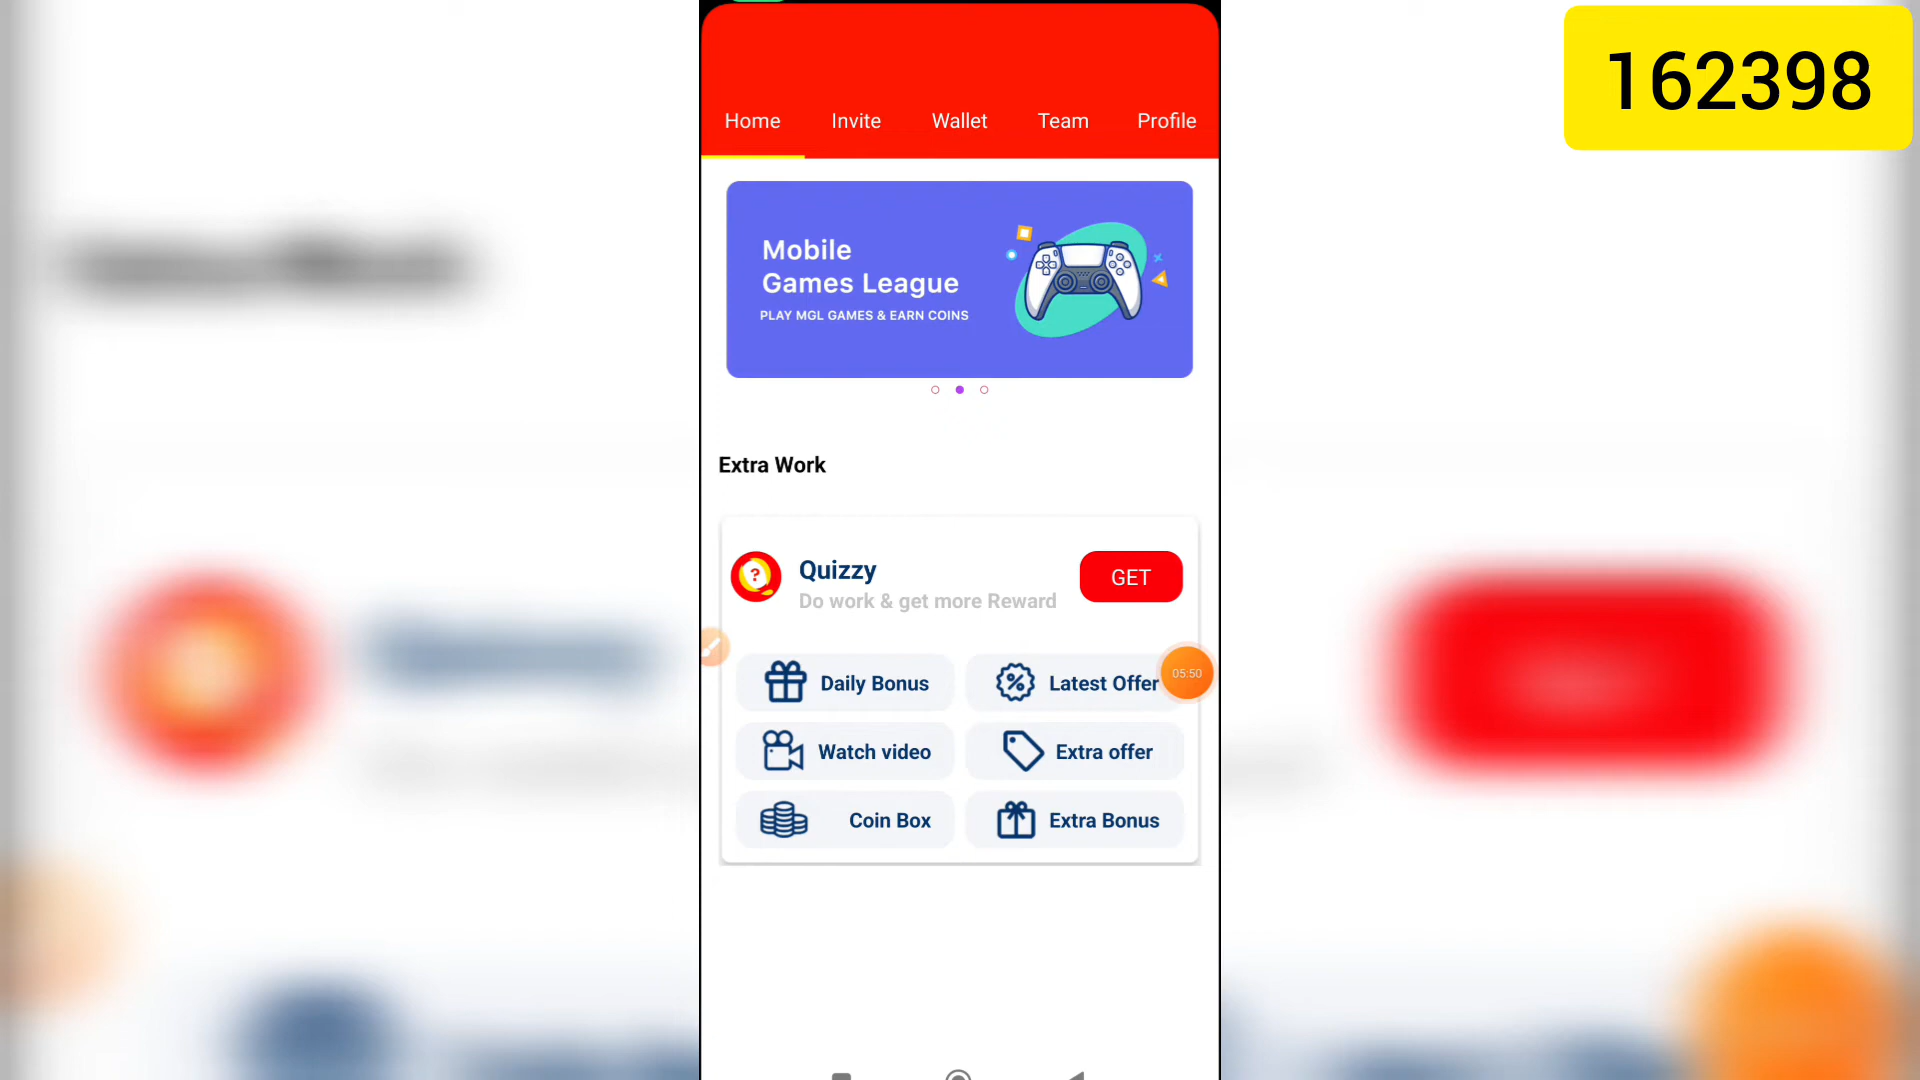 162398
Home Invite Wallet Team Profile
Mobile
Games League
PLAY MGL GAMES & EARN COINS
Extra Work
?
Quizzy
GET
Do work & get more Reward
Daily Bonus
Latest Offer
05:50
Watch video
Extra offer
Coin Box
Extra Bonus